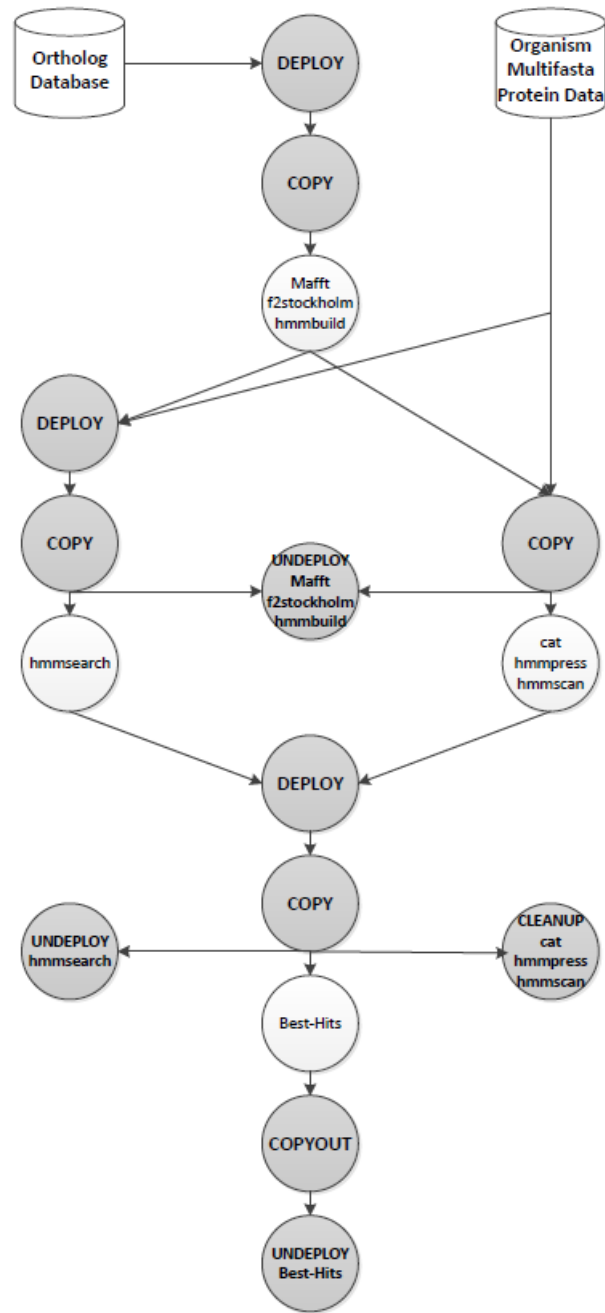 Ortholog
Database
DEPLOY
Organism
Multifasta
Protein Data
COPY
Mafft
f2stockholm
hmmbuild
DEPLOY
COPY
UNDEPLOY
Mafft
f2stockholm
hmmbuild
COPY
hmmsearch
cat
hmmpress
hmmscan
DEPLOY
COPY
UNDEPLOY
hmmsearch
CLEANUP
cat
hmmpress
hmmscan
Best-Hits
COPYOUT
UNDEPLOY
Best-Hits